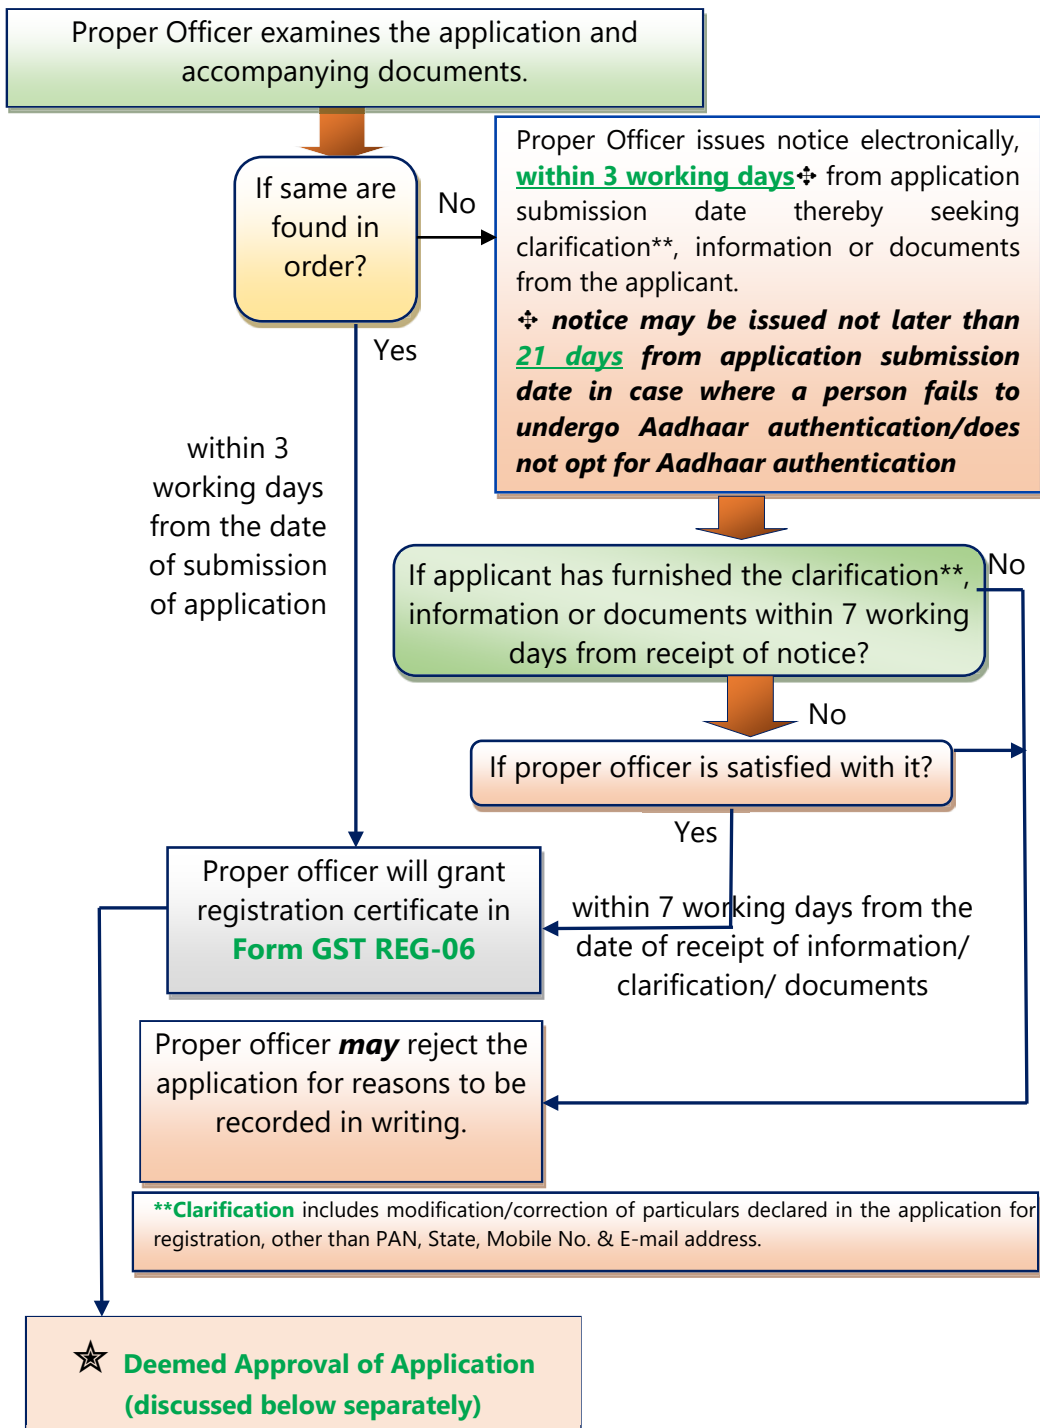 Proper Officer examines the application and
accompanying documents.
If same are
found in
order?
No
Proper Officer issues notice electronically,
within 3 working days✣ from application
submission date thereby seeking
clarification**, information or documents
from the applicant.
✣ notice may be issued not later than
21 days from application submission
date in case where a person fails to
undergo Aadhaar authentication/does
not opt for Aadhaar authentication
Yes
within 3
working days
from the date
of submission
of application
If applicant has furnished the clarification**,
information or documents within 7 working
days from receipt of notice?
No
No
If proper officer is satisfied with it?
Yes
Proper officer will grant
registration certificate in
Form GST REG-06
within 7 working days from the
date of receipt of information/
clarification/ documents
Proper officer may reject the
application for reasons to be
recorded in writing.
**Clarification includes modification/correction of particulars declared in the application for
registration, other than PAN, State, Mobile No. & E-mail address.
Deemed Approval of Application
(discussed below separately)